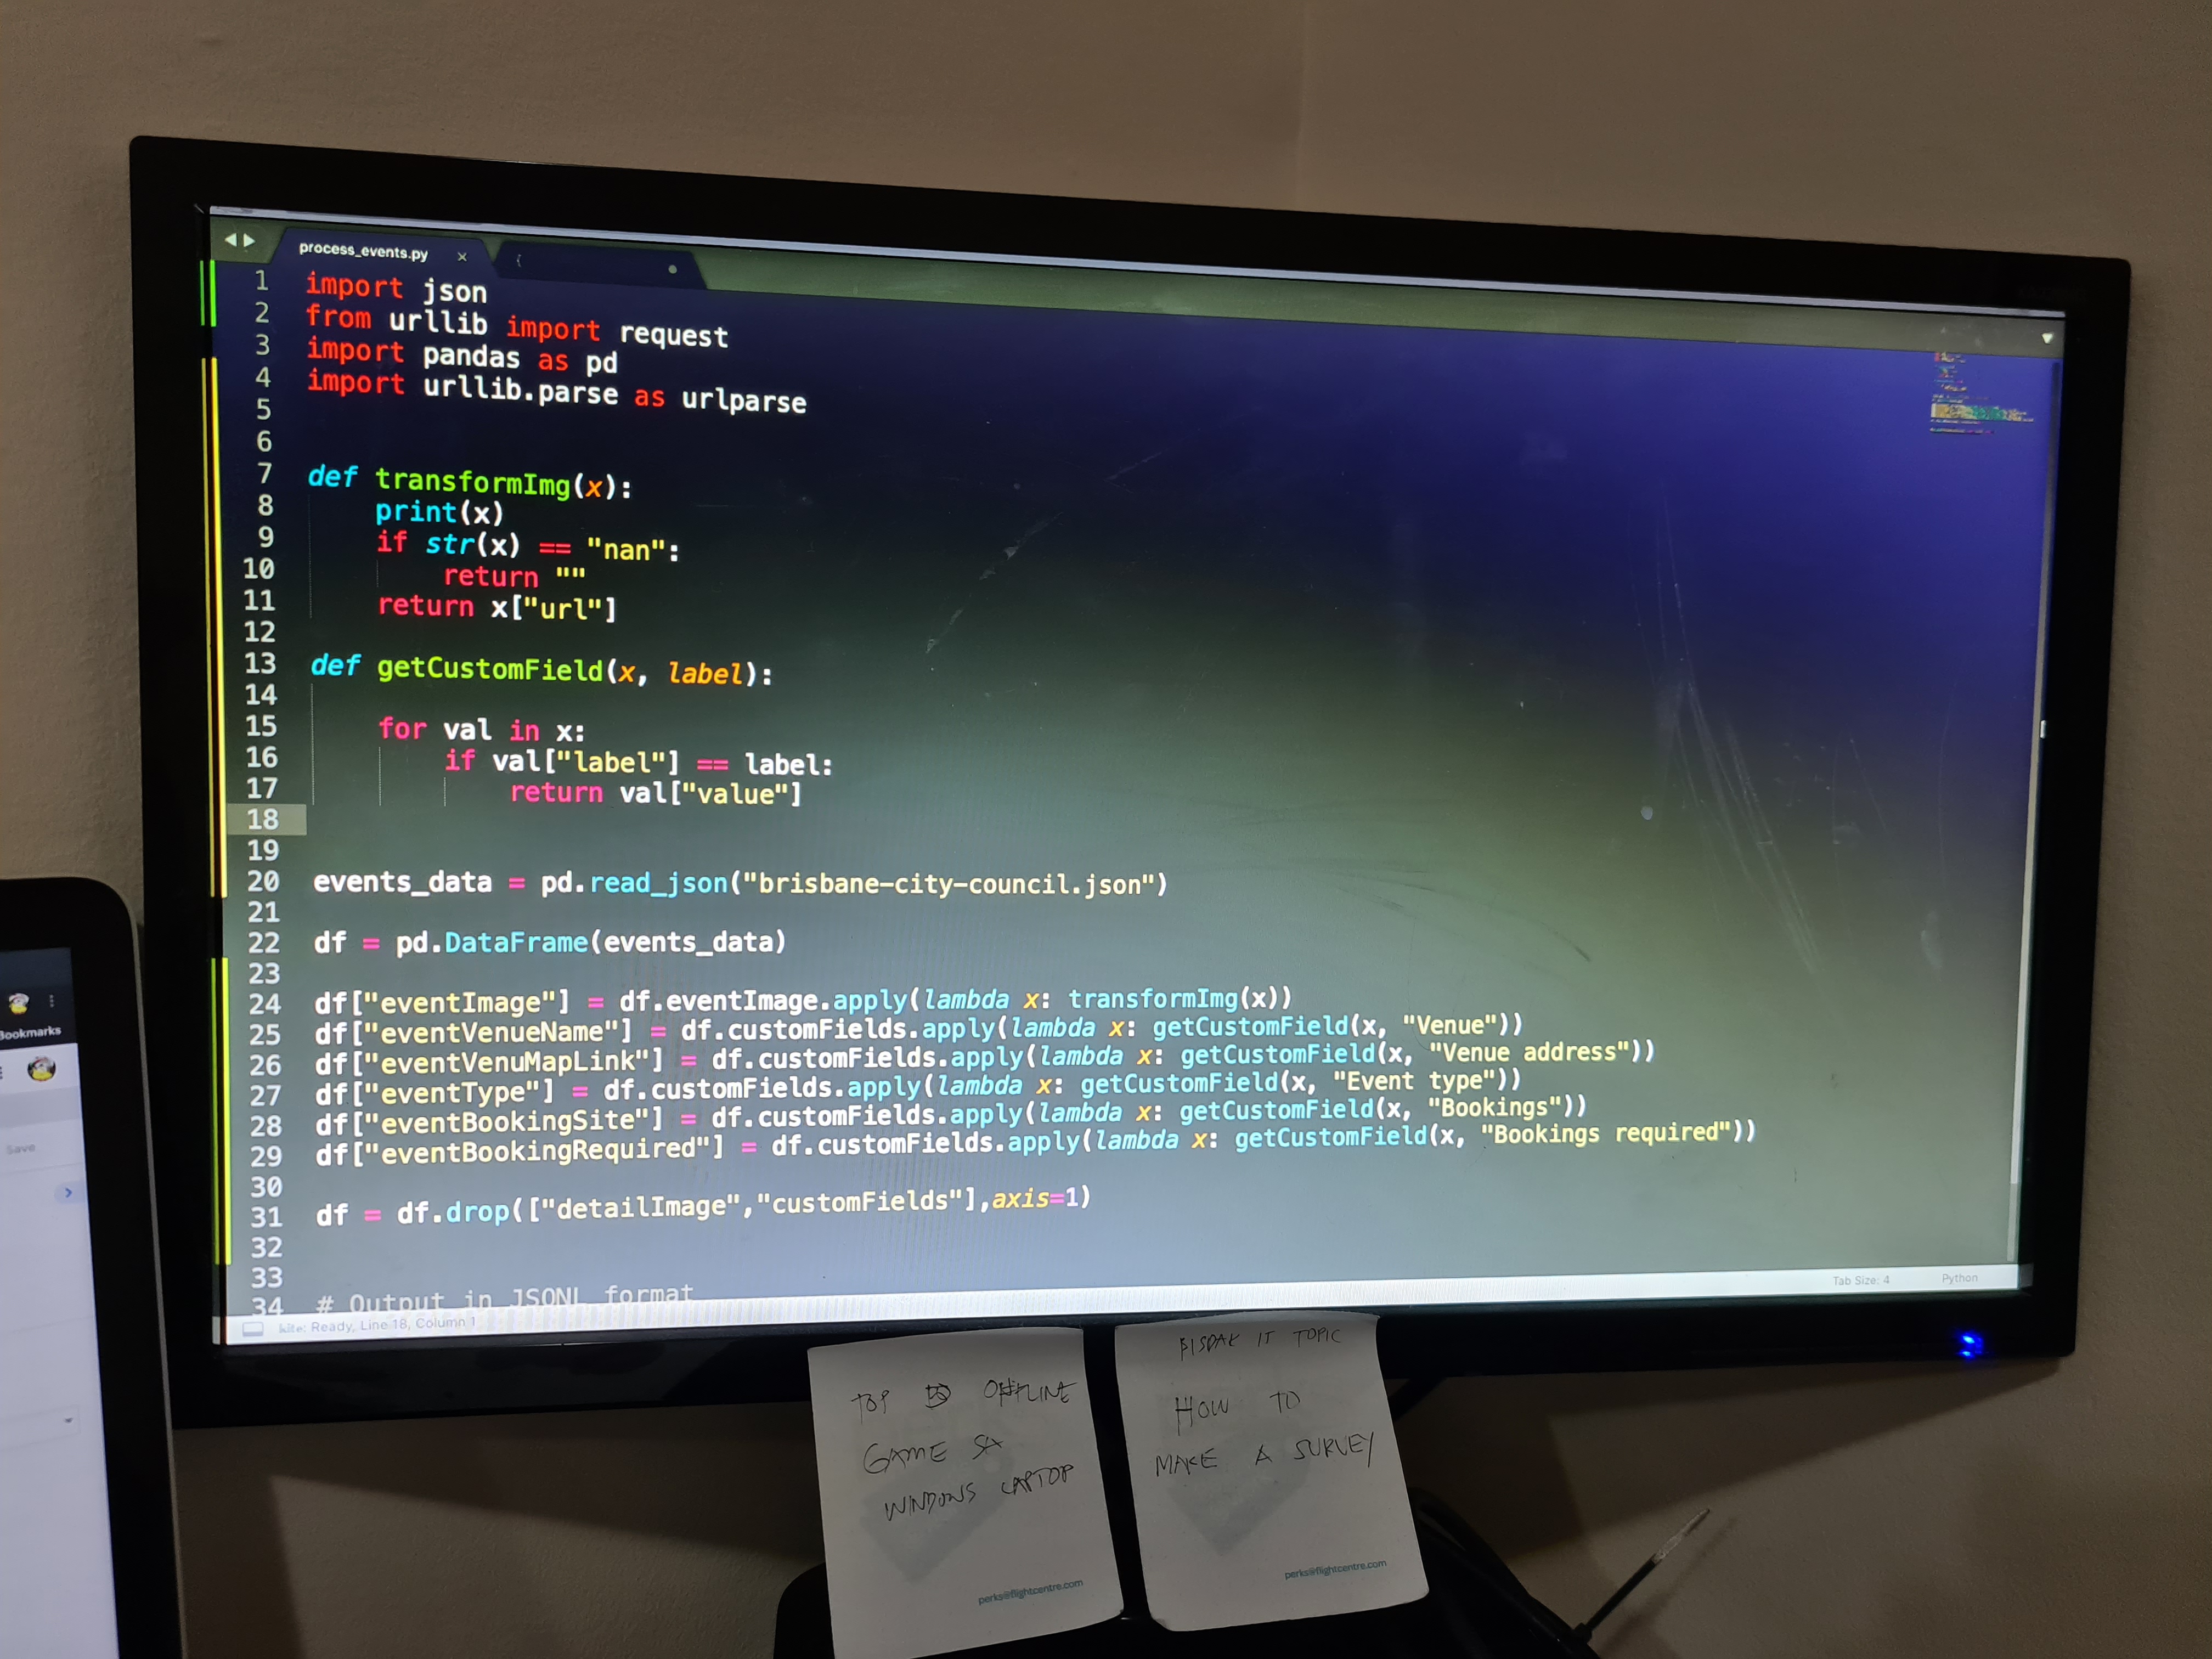 process_events.py ×
{
1 import json
2 from urllib import request
3 import pandas as pd
4 import urllib.parse as urlparse
5
6
7 def transformImg(x):
8     print(x)
9     if str(x) == "nan":
10         return ""
11     return x["url"]
12
13 def getCustomField(x, label):
14
15     for val in x:
16         if val["label"] == label:
17             return val["value"]
18
19
20 events_data = pd.read_json("brisbane-city-council.json")
21
22 df = pd.DataFrame(events_data)
23
24 df["eventImage"] = df.eventImage.apply(lambda x: transformImg(x))
25 df["eventVenueName"] = df.customFields.apply(lambda x: getCustomField(x, "Venue"))
26 df["eventVenuMapLink"] = df.customFields.apply(lambda x: getCustomField(x, "Venue address"))
27 df["eventType"] = df.customFields.apply(lambda x: getCustomField(x, "Event type"))
28 df["eventBookingSite"] = df.customFields.apply(lambda x: getCustomField(x, "Bookings"))
29 df["eventBookingRequired"] = df.customFields.apply(lambda x: getCustomField(x, "Bookings required"))
30
31 df = df.drop(["detailImage","customFields"],axis=1)
32
33
34 # Output in JSONL format
kite: Ready, Line 18, Column 1
Tab Size: 4
Python
Bookmarks
Save
TOP OFFLINE
GAME SA
WINDOWS LAPTOP
perks@flightcentre.com
BISDAK IT TOPIC
HOW TO
MAKE A SURVEY
perks@flightcentre.com